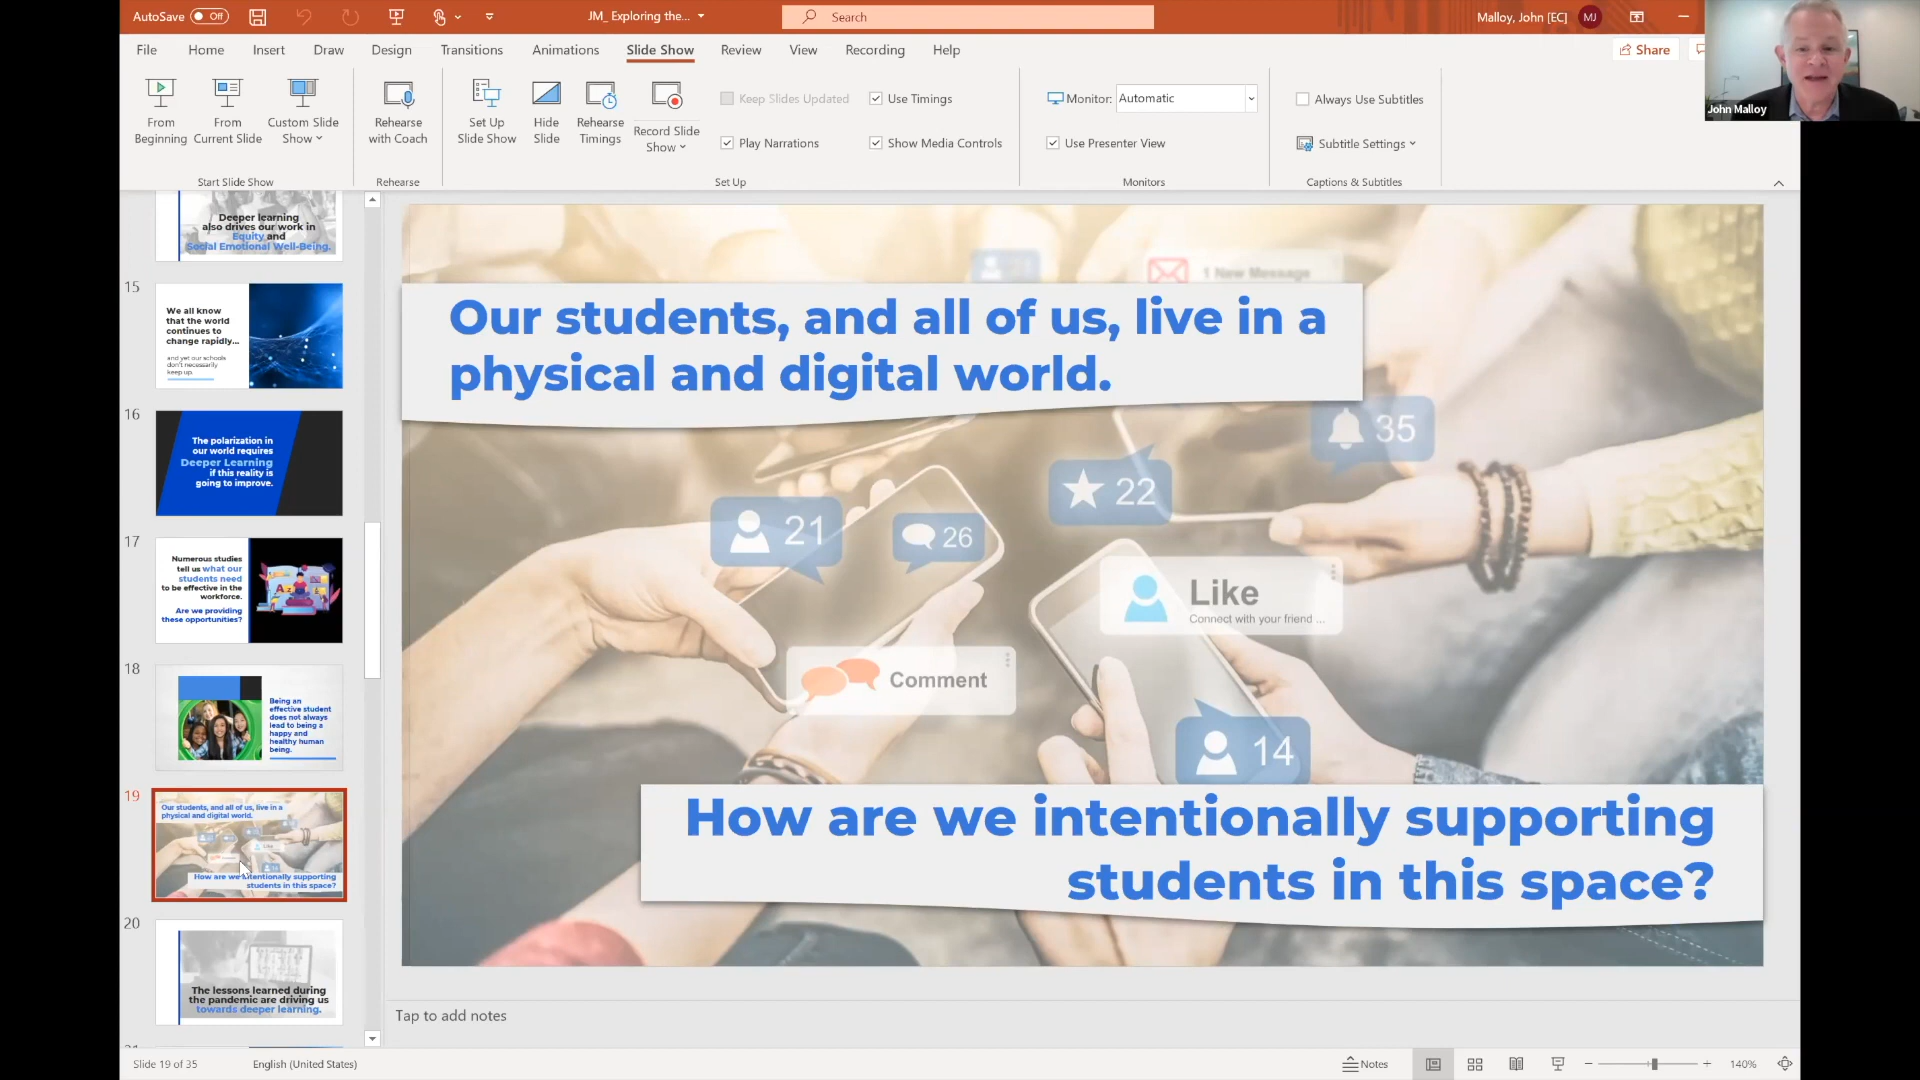 AutoSave Off
JM_ Exploring the...
Search
Malloy, John [EC]
MJ
File Home Insert Draw Design Transitions Animations Slide Show Review View Recording Help
Share
From Beginning
From Current Slide
Custom Slide Show
Start Slide Show
Rehearse with Coach
Rehearse
Set Up Slide Show
Hide Slide
Rehearse Timings
Record Slide Show
Keep Slides Updated
Use Timings
Play Narrations
Show Media Controls
Set Up
Monitor: Automatic
Use Presenter View
Monitors
Always Use Subtitles
Subtitle Settings
Captions & Subtitles
John Malloy
Deeper learning
also drives our work in
Equity and
Social Emotional Well-Being.
15
We all know
that the world
continues to
change rapidly...
and yet our schools
don't necessarily
keep up.
16
The polarization in
our world requires
Deeper Learning
if this reality is
going to improve.
17
Numerous studies
tell us what our
students need
to be effective in the
workforce.
Are we providing
these opportunities?
18
Being an
effective student
does not always
lead to being a
happy and
healthy human
being.
19
Our students, and all of us, live in a
physical and digital world.
How are we intentionally supporting
students in this space?
20
The lessons learned during
the pandemic are driving us
towards deeper learning.
1 New Message
Our students, and all of us, live in a
physical and digital world.
35
22
21
26
Like
Connect with your friend ...
Comment
14
How are we intentionally supporting
students in this space?
Tap to add notes
Slide 19 of 35
English (United States)
Notes
140%